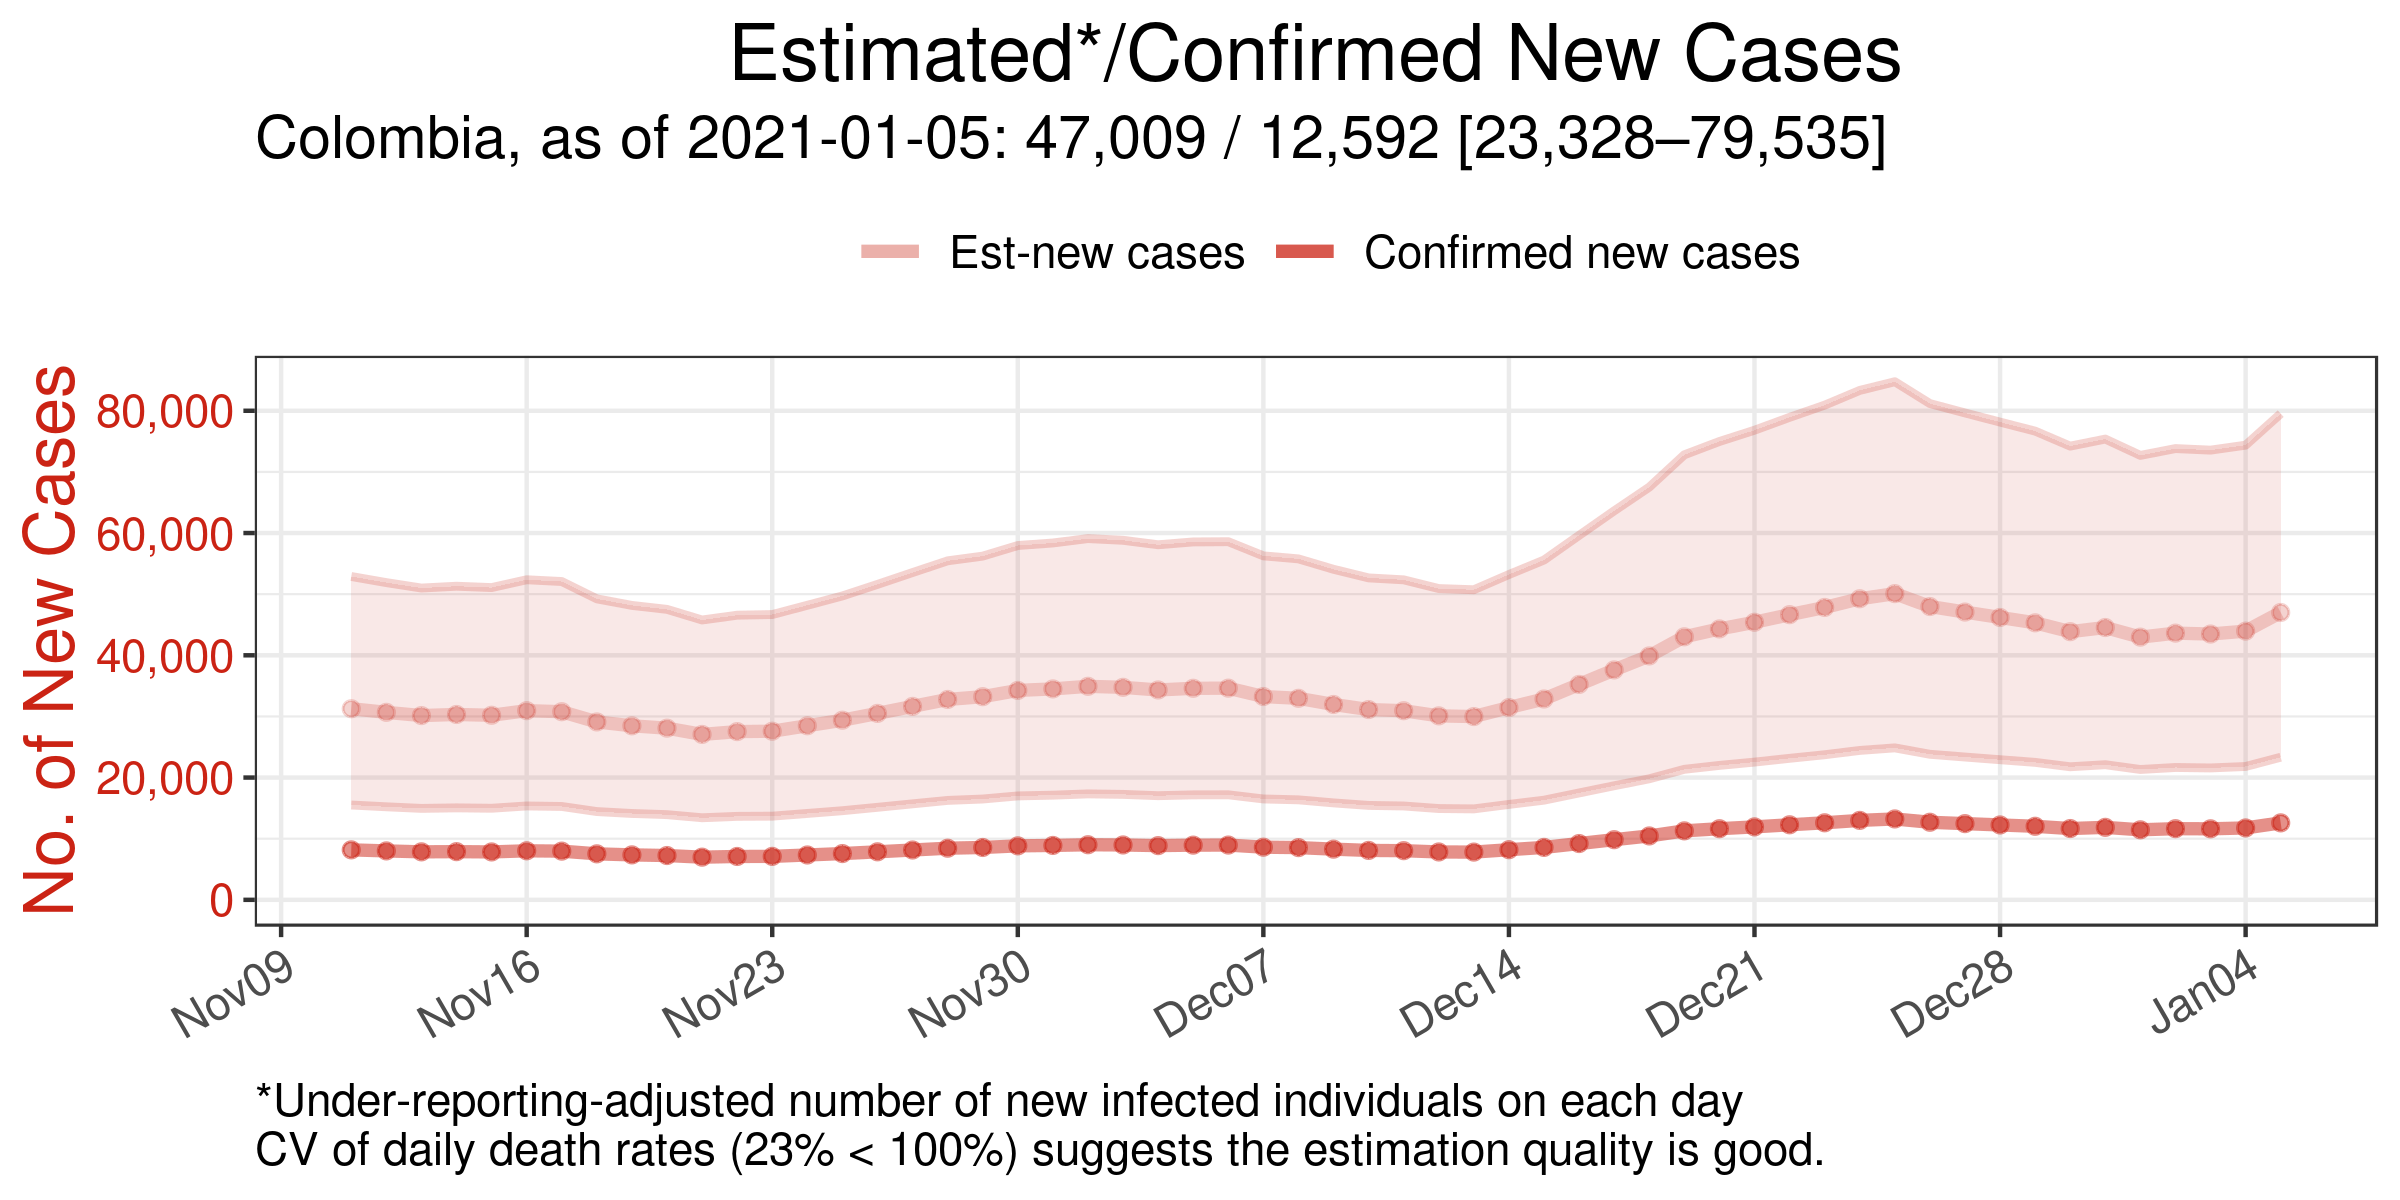 Estimated*/Confirmed New Cases
Colombia, as of 2021-01-05: 47,009 / 12,592 [23,328–79,535]
Est-new cases
Confirmed new cases
No. of New Cases
80,000
60,000
40,000
20,000
0
Nov09
Nov16
Nov23
Nov30
Dec07
Dec14
Dec21
Dec28
Jan04
*Under-reporting-adjusted number of new infected individuals on each day
CV of daily death rates (23% < 100%) suggests the estimation quality is good.